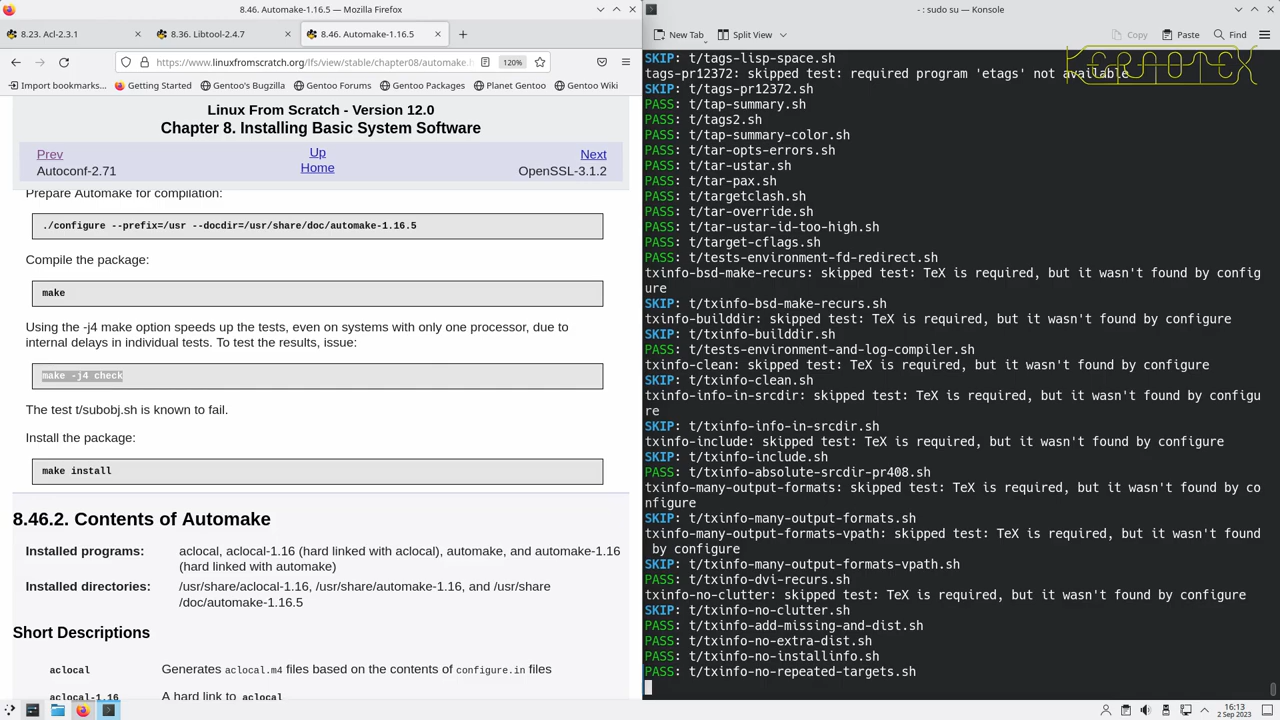 8.46. Automake-1.16.5 — Mozilla Firefox
8.23. Acl-2.3.1
8.36. Libtool-2.4.7
8.46. Automake-1.16.5
https://www.linuxfromscratch.org/lfs/view/stable/chapter08/automake.h
120%
Import bookmarks...
Getting Started
Gentoo's Bugzilla
Gentoo Forums
Gentoo Packages
Planet Gentoo
Gentoo Wiki
Linux From Scratch - Version 12.0
Chapter 8. Installing Basic System Software
Prev
Up
Next
Autoconf-2.71
Home
OpenSSL-3.1.2
Prepare Automake for compilation:
./configure --prefix=/usr --docdir=/usr/share/doc/automake-1.16.5
Compile the package:
make
Using the -j4 make option speeds up the tests, even on systems with only one processor, due to
internal delays in individual tests. To test the results, issue:
make -j4 check
The test t/subobj.sh is known to fail.
Install the package:
make install
8.46.2. Contents of Automake
Installed programs: aclocal, aclocal-1.16 (hard linked with aclocal), automake, and automake-1.16
(hard linked with automake)
Installed directories: /usr/share/aclocal-1.16, /usr/share/automake-1.16, and /usr/share
/doc/automake-1.16.5
Short Descriptions
aclocal Generates aclocal.m4 files based on the contents of configure.in files
aclocal-1.16 A hard link to aclocal
- : sudo su — Konsole
New Tab
Split View
Copy
Paste
Find
KERNOTEX
SKIP: t/tags-lisp-space.sh
tags-pr12372: skipped test: required program 'etags' not available
SKIP: t/tags-pr12372.sh
PASS: t/tap-summary.sh
PASS: t/tags2.sh
PASS: t/tap-summary-color.sh
PASS: t/tar-opts-errors.sh
PASS: t/tar-ustar.sh
PASS: t/tar-pax.sh
PASS: t/targetclash.sh
PASS: t/tar-override.sh
PASS: t/tar-ustar-id-too-high.sh
PASS: t/target-cflags.sh
PASS: t/tests-environment-fd-redirect.sh
txinfo-bsd-make-recurs: skipped test: TeX is required, but it wasn't found by config
ure
SKIP: t/txinfo-bsd-make-recurs.sh
txinfo-builddir: skipped test: TeX is required, but it wasn't found by configure
SKIP: t/txinfo-builddir.sh
PASS: t/tests-environment-and-log-compiler.sh
txinfo-clean: skipped test: TeX is required, but it wasn't found by configure
SKIP: t/txinfo-clean.sh
txinfo-info-in-srcdir: skipped test: TeX is required, but it wasn't found by configu
re
SKIP: t/txinfo-info-in-srcdir.sh
txinfo-include: skipped test: TeX is required, but it wasn't found by configure
SKIP: t/txinfo-include.sh
PASS: t/txinfo-absolute-srcdir-pr408.sh
txinfo-many-output-formats: skipped test: TeX is required, but it wasn't found by co
nfigure
SKIP: t/txinfo-many-output-formats.sh
txinfo-many-output-formats-vpath: skipped test: TeX is required, but it wasn't found
by configure
SKIP: t/txinfo-many-output-formats-vpath.sh
PASS: t/txinfo-dvi-recurs.sh
txinfo-no-clutter: skipped test: TeX is required, but it wasn't found by configure
SKIP: t/txinfo-no-clutter.sh
PASS: t/txinfo-add-missing-and-dist.sh
PASS: t/txinfo-no-extra-dist.sh
PASS: t/txinfo-no-installinfo.sh
PASS: t/txinfo-no-repeated-targets.sh
16:13
2 Sep 2023